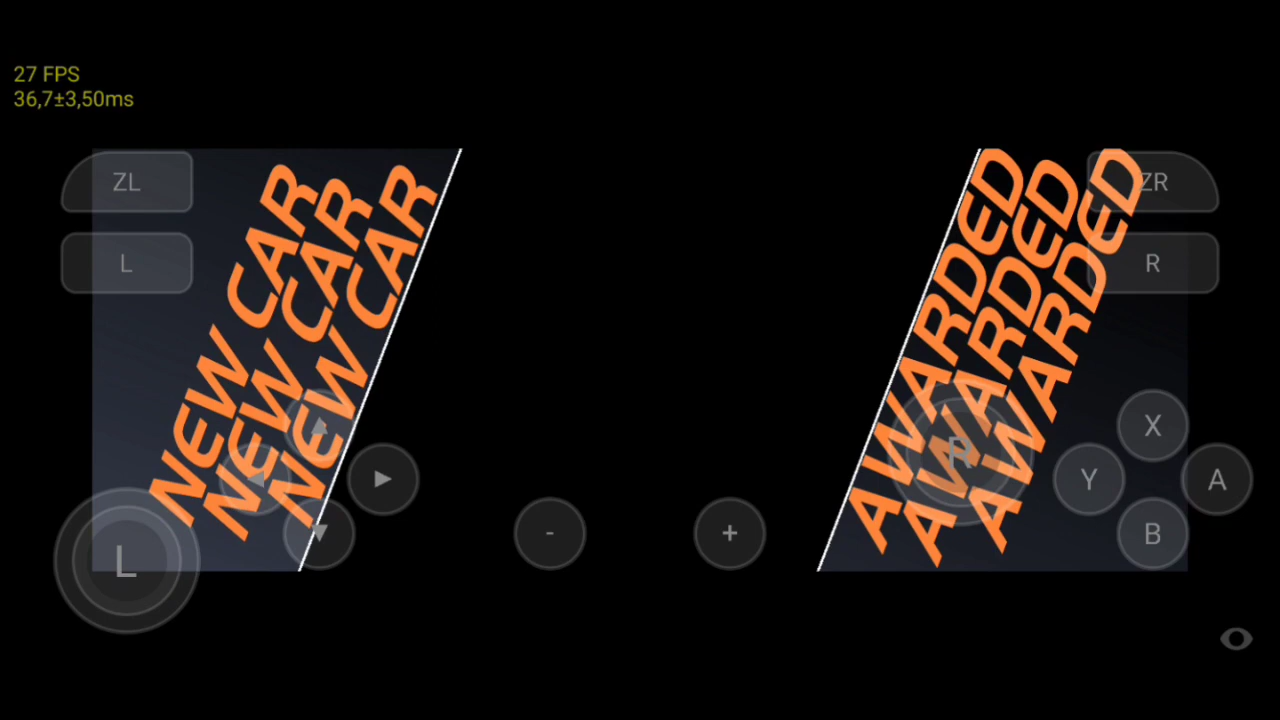 27 FPS
36,7±3,50ms
ZL
ZR
L
R
NEW CAR
NEW CAR
NEW CAR
AWARDED
AWARDED
AWARDED
X
Y
A
R
B
-
+
L